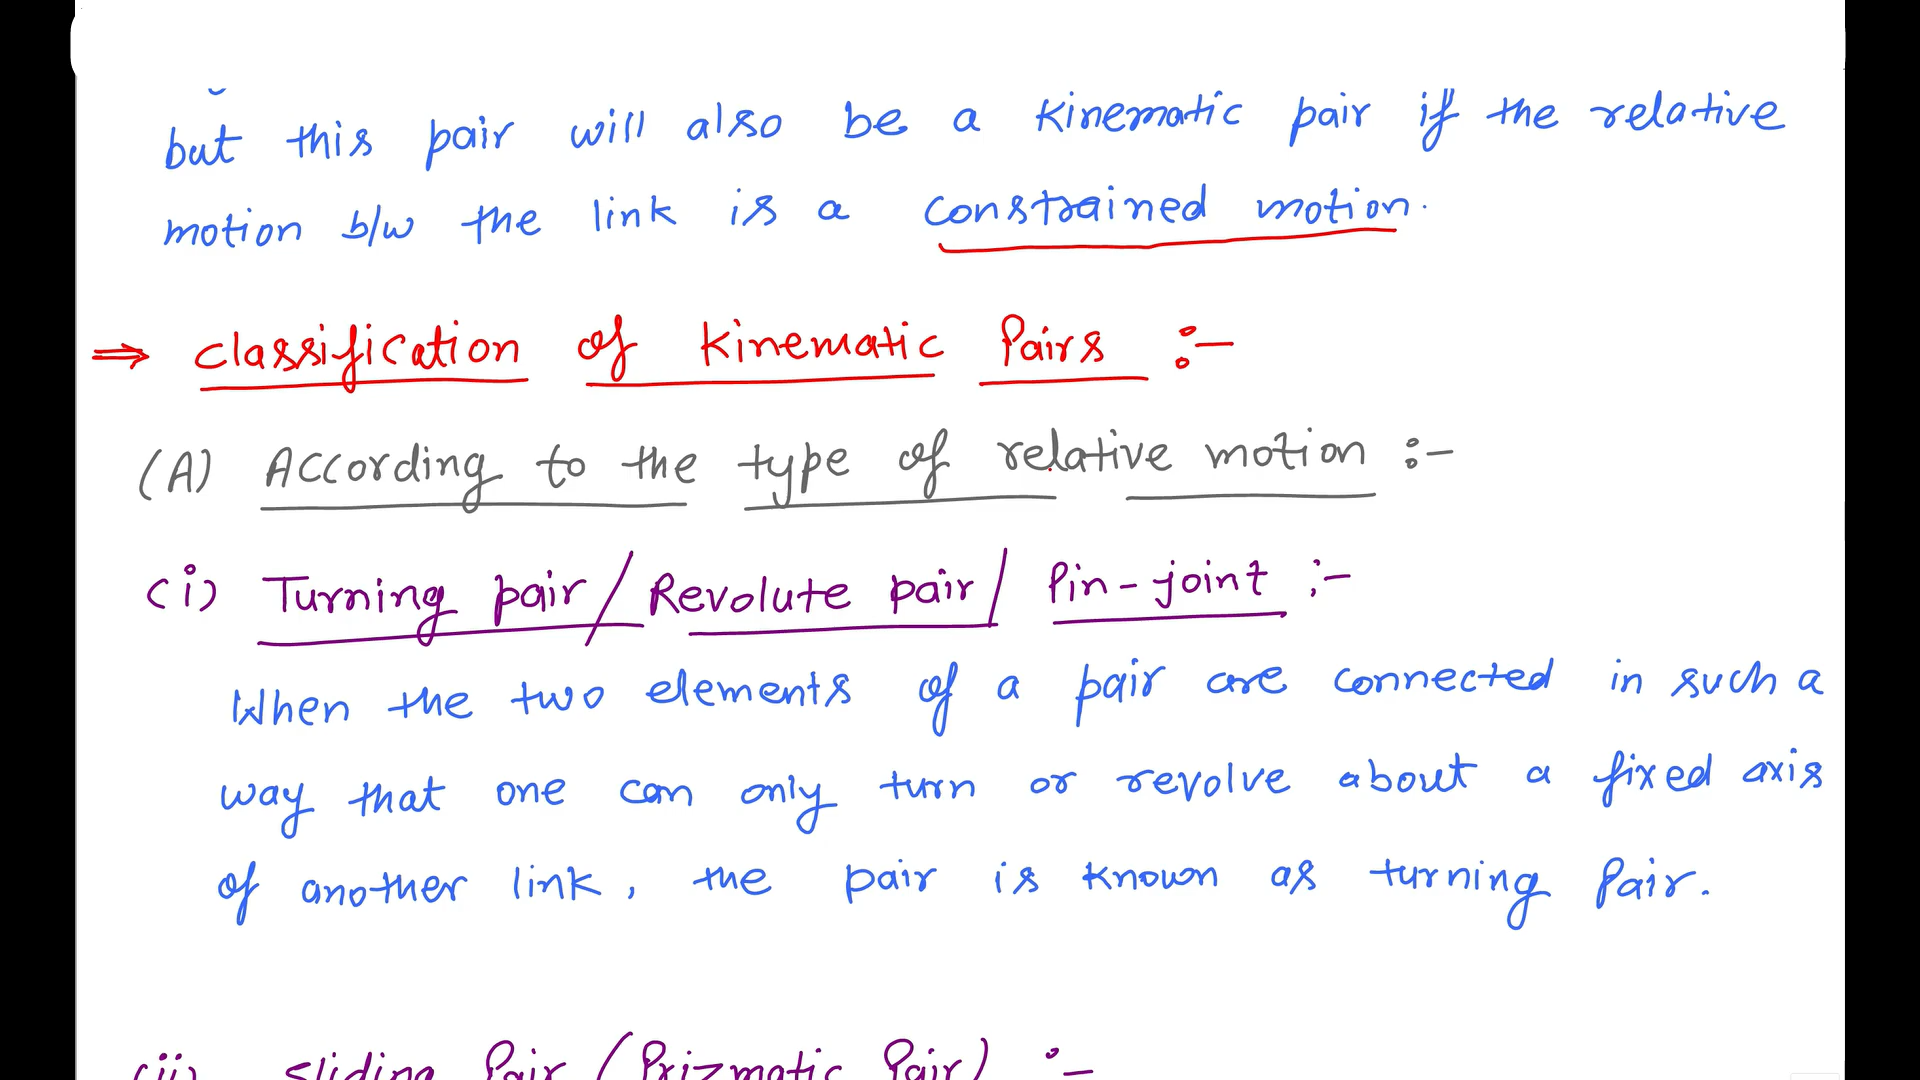 but this pair will also be a kinematic pair if the relative
motion b/w the link is a constrained motion.
⇒ classification of kinematic Pairs :-
(A) According to the type of relative motion :-
(i) Turning pair / Revolute pair / Pin-joint :-
When the two elements of a pair are connected in such a
way that one can only turn or revolve about a fixed axis
of another link, the pair is known as turning Pair.
(ii) sliding Pair (Prizmatic Pair) :-